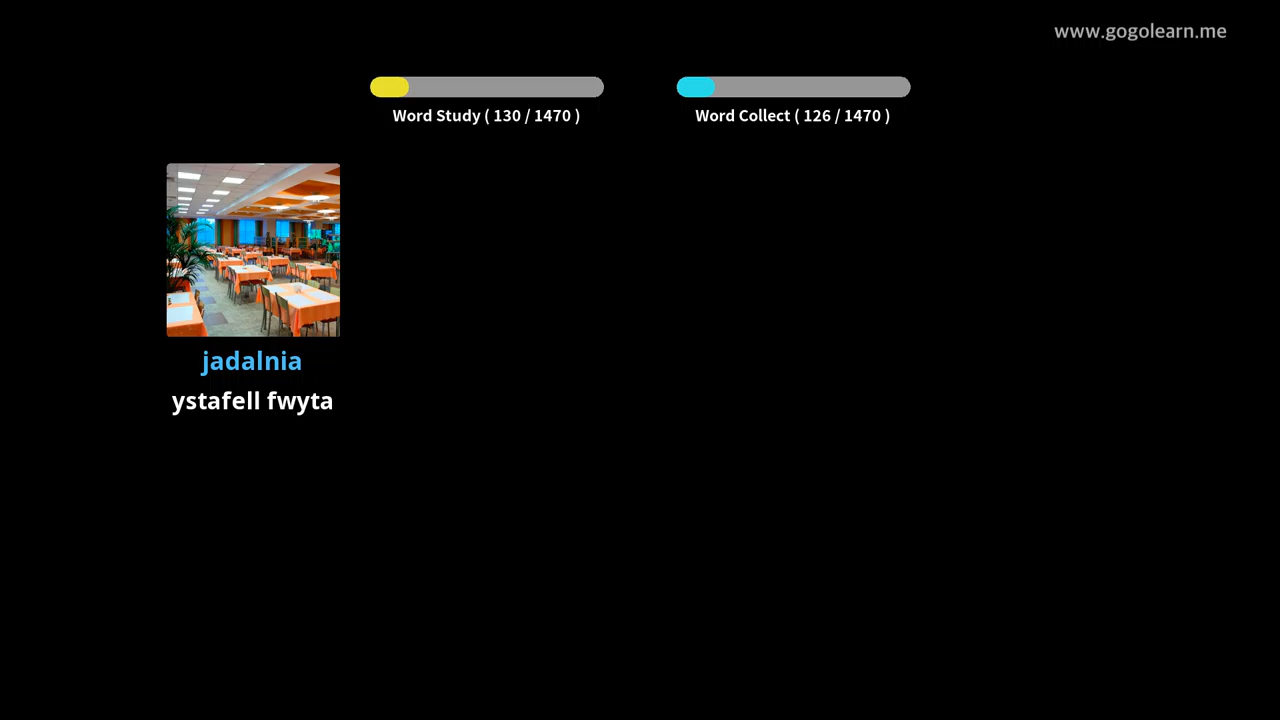 www.gogolearn.me
Word Study ( 130 / 1470 )
Word Collect ( 126 / 1470 )
jadalnia
ystafell fwyta